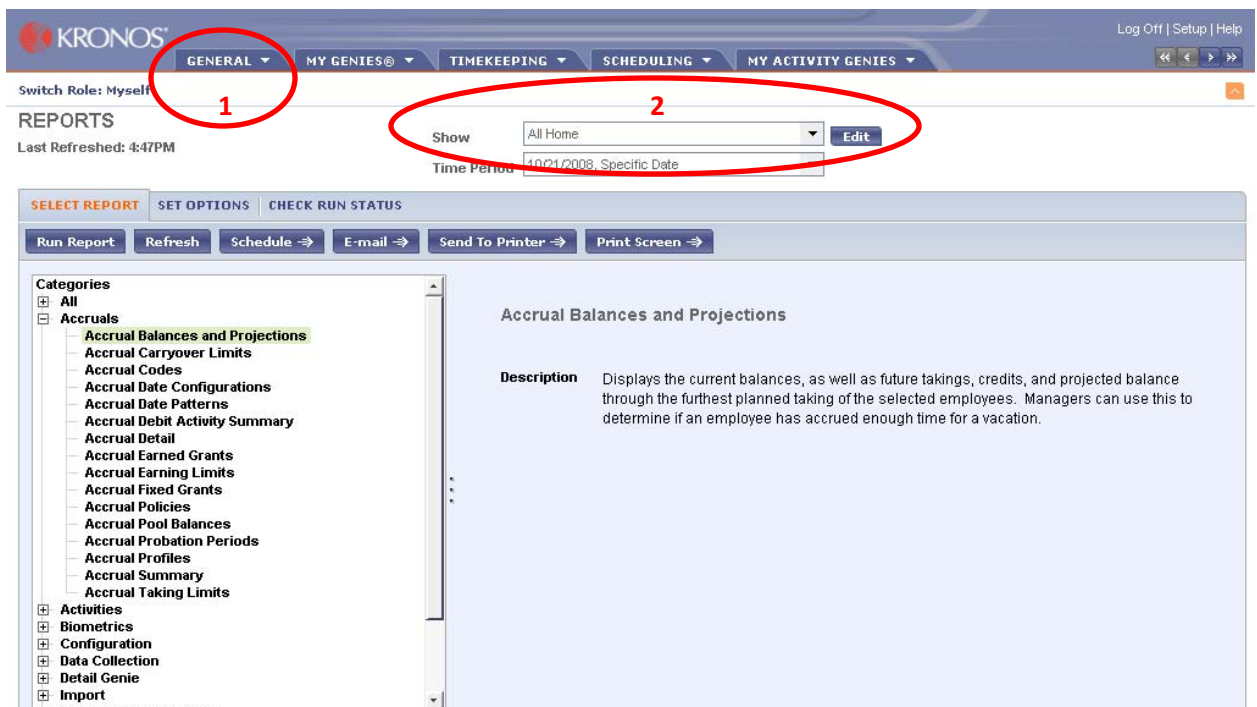 KRONOS®
Log Off | Setup | Help
GENERAL MY GENIES® TIMEKEEPING SCHEDULING MY ACTIVITY GENIES
Switch Role: Myself
1
2
REPORTS
Last Refreshed: 4:47PM
Show All Home Edit
Time Period 10/21/2008, Specific Date
SELECT REPORT SET OPTIONS CHECK RUN STATUS
Run Report Refresh Schedule E-mail Send To Printer Print Screen
Categories
All
Accruals
Accrual Balances and Projections
Accrual Carryover Limits
Accrual Codes
Accrual Date Configurations
Accrual Date Patterns
Accrual Debit Activity Summary
Accrual Detail
Accrual Earned Grants
Accrual Earning Limits
Accrual Fixed Grants
Accrual Policies
Accrual Pool Balances
Accrual Probation Periods
Accrual Profiles
Accrual Summary
Accrual Taking Limits
Activities
Biometrics
Configuration
Data Collection
Detail Genie
Import
Accrual Balances and Projections
Description Displays the current balances, as well as future takings, credits, and projected balance
through the furthest planned taking of the selected employees. Managers can use this to
determine if an employee has accrued enough time for a vacation.